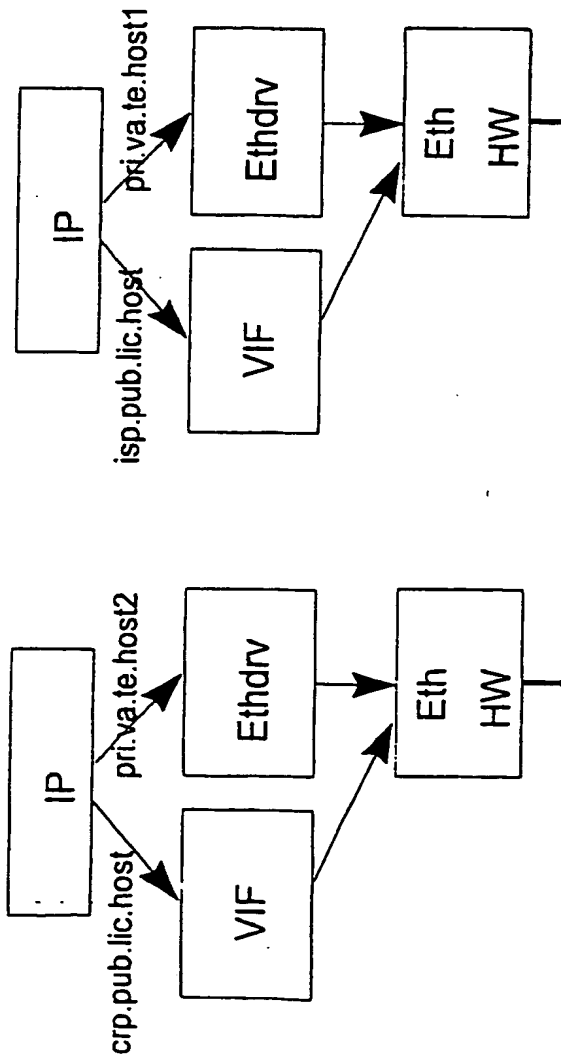 IP
crp.pub.lic.host
pri.va.te.host2
VIF
Ethdrv
Eth
HW
IP
isp.pub.lic.host
pri.va.te.host1
VIF
Ethdrv
Eth
HW